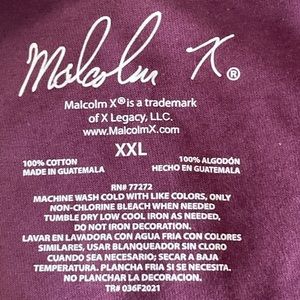 Malcolm X®
Malcolm X® is a trademark
of X Legacy, LLC.
www.MalcolmX.com
XXL
100% COTTON 100% ALGODÓN
MADE IN GUATEMALA HECHO EN GUATEMALA
RN# 77272
MACHINE WASH COLD WITH LIKE COLORS, ONLY
NON-CHLORINE BLEACH WHEN NEEDED
TUMBLE DRY LOW COOL IRON AS NEEDED,
DO NOT IRON DECORATION.
LAVAR EN LAVADORA CON AGUA FRIA CON COLORES
SIMILARES, USAR BLANQUEADOR SIN CLORO
CUANDO SEA NECESARIO; SECAR A BAJA
TEMPERATURA. PLANCHA FRIA SI SE NECESITA.
NO PLANCHAR LA DECORACION.
TR# 036F2021